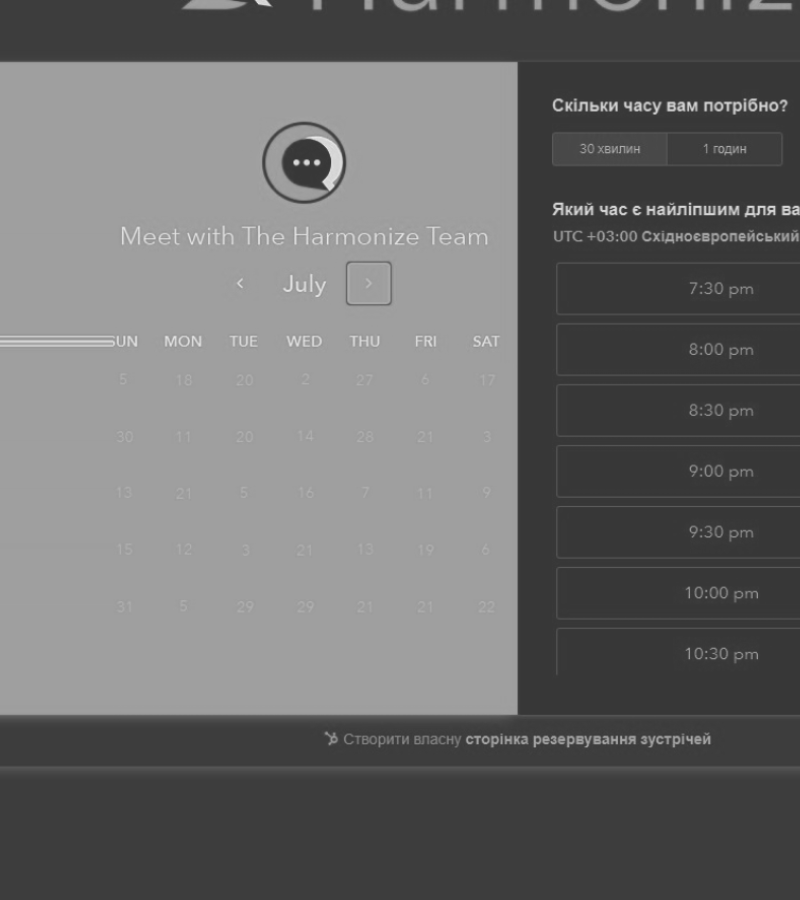 Harmoniz
Meet with The Harmonize Team
July
SUN MON TUE WED THU FRI SAT
5 18 20 2 27 6 17
30 11 20 14 28 21 3
13 21 5 16 7 11 9
15 12 3 21 13 19 6
31 5 29 29 21 21 22
Скільки часу вам потрібно?
30 хвилин 1 годин
Який час є найліпшим для ва
UTC +03:00 Східноєвропейський
7:30 pm
8:00 pm
8:30 pm
9:00 pm
9:30 pm
10:00 pm
10:30 pm
Створити власну сторінка резервування зустрічей